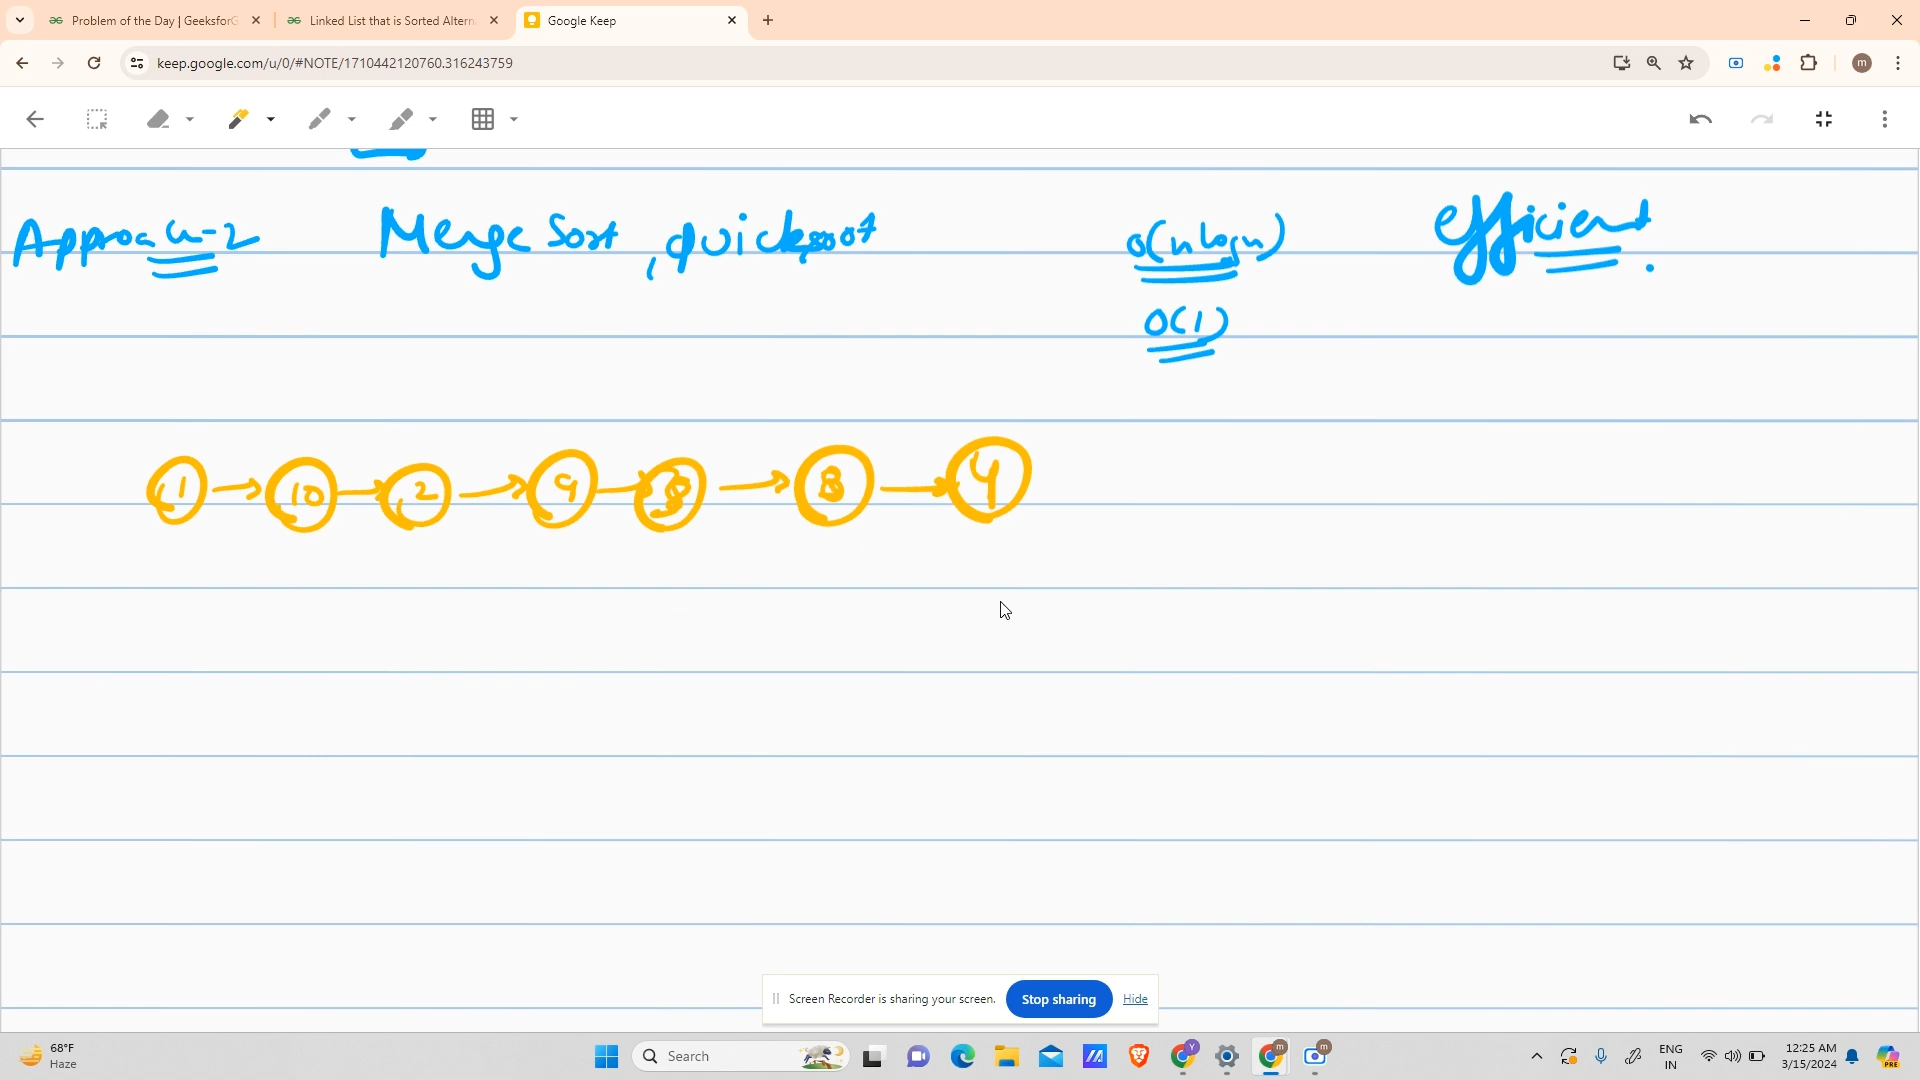 Problem of the Day | GeeksforG
Linked List that is Sorted Altern
Google Keep
keep.google.com/u/0/#NOTE/1710442120760.316243759
m
Approach-2 Merge Sort, quicksort O(n logn) efficient.
O(1)
1 → 10 → 2 → 9 → → 8 → 4
Screen Recorder is sharing your screen. Stop sharing Hide
68°F
Haze
Search
ENG
IN
12:25 AM
3/15/2024